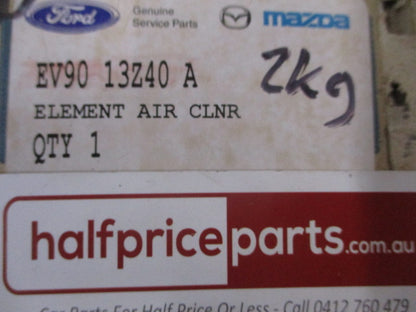 Ford
Genuine
Service Parts
mazda
EV90 13Z40 A
2kg
ELEMENT AIR CLNR
QTY 1
halfpriceparts.com.au
Car Parts For Half Price Or Less - Call 0412 760 479